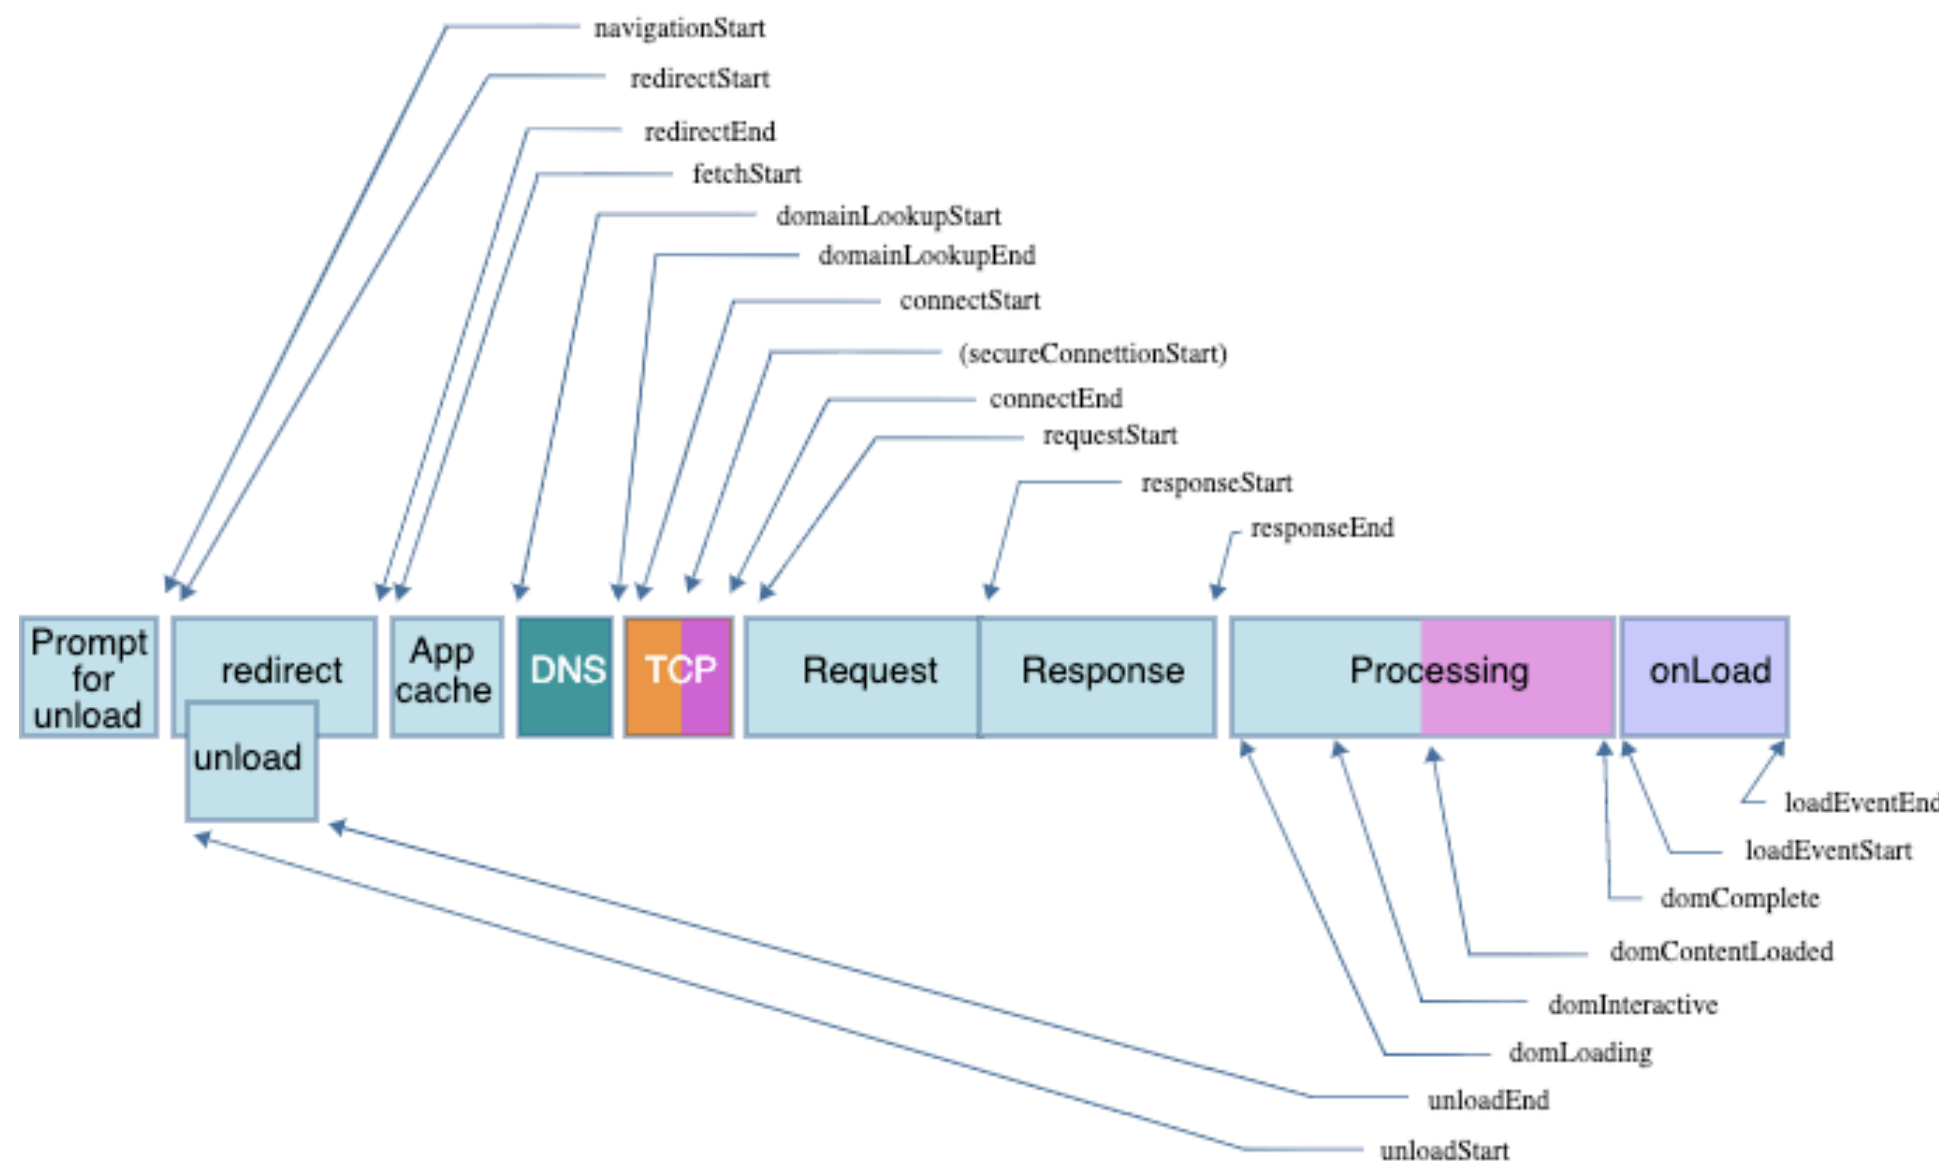 navigationStart
redirectStart
redirectEnd
fetchStart
domainLookupStart
domainLookupEnd
connectStart
(secureConnettionStart)
connectEnd
requestStart
responseStart
responseEnd
Prompt
for
unload
redirect
unload
App
cache
DNS
TCP
Request
Response
Processing
onLoad
loadEventEnd
loadEventStart
domComplete
domContentLoaded
domInteractive
domLoading
unloadEnd
unloadStart